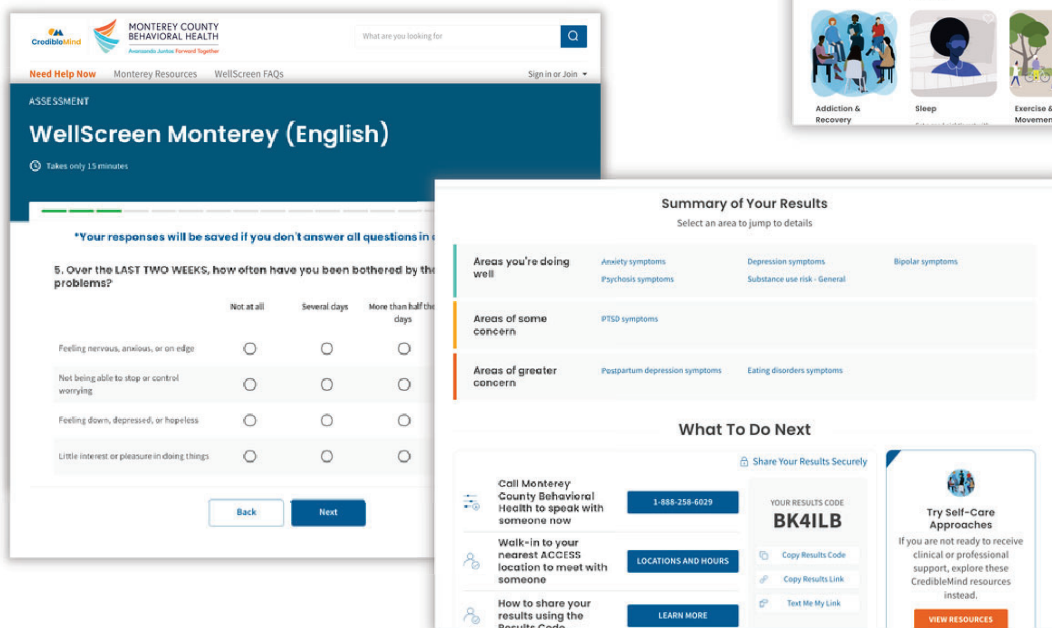 CredibleMind
MONTEREY COUNTY
BEHAVIORAL HEALTH
Avanzando Juntos Forward Together
What are you looking for
Need Help Now Monterey Resources WellScreen FAQs Sign in or Join
ASSESSMENT
WellScreen Monterey (English)
Takes only 15 minutes
*Your responses will be saved if you don't answer all questions in
5. Over the LAST TWO WEEKS, how often have you been bothered by the
problems?
Not at all Several days More than half the
days
Feeling nervous, anxious, or on edge
Not being able to stop or control
worrying
Feeling down, depressed, or hopeless
Little interest or pleasure in doing things
Back Next
Addiction &
Recovery
Sleep
Exercise &
Movement
Summary of Your Results
Select an area to jump to details
Areas you're doing
well
Anxiety symptoms Depression symptoms Bipolar symptoms
Psychosis symptoms Substance use risk - General
Areas of some
concern
PTSD symptoms
Areas of greater
concern
Postpartum depression symptoms Eating disorders symptoms
What To Do Next
Share Your Results Securely
Call Monterey
County Behavioral
Health to speak with
someone now
1-888-258-6029
Walk-in to your
nearest ACCESS
location to meet with
someone
LOCATIONS AND HOURS
How to share your
results using the
Results Code
LEARN MORE
YOUR RESULTS CODE
BK4ILB
Copy Results Code
Copy Results Link
Text Me My Link
Try Self-Care
Approaches
If you are not ready to receive
clinical or professional
support, explore these
CredibleMind resources
instead.
VIEW RESOURCES